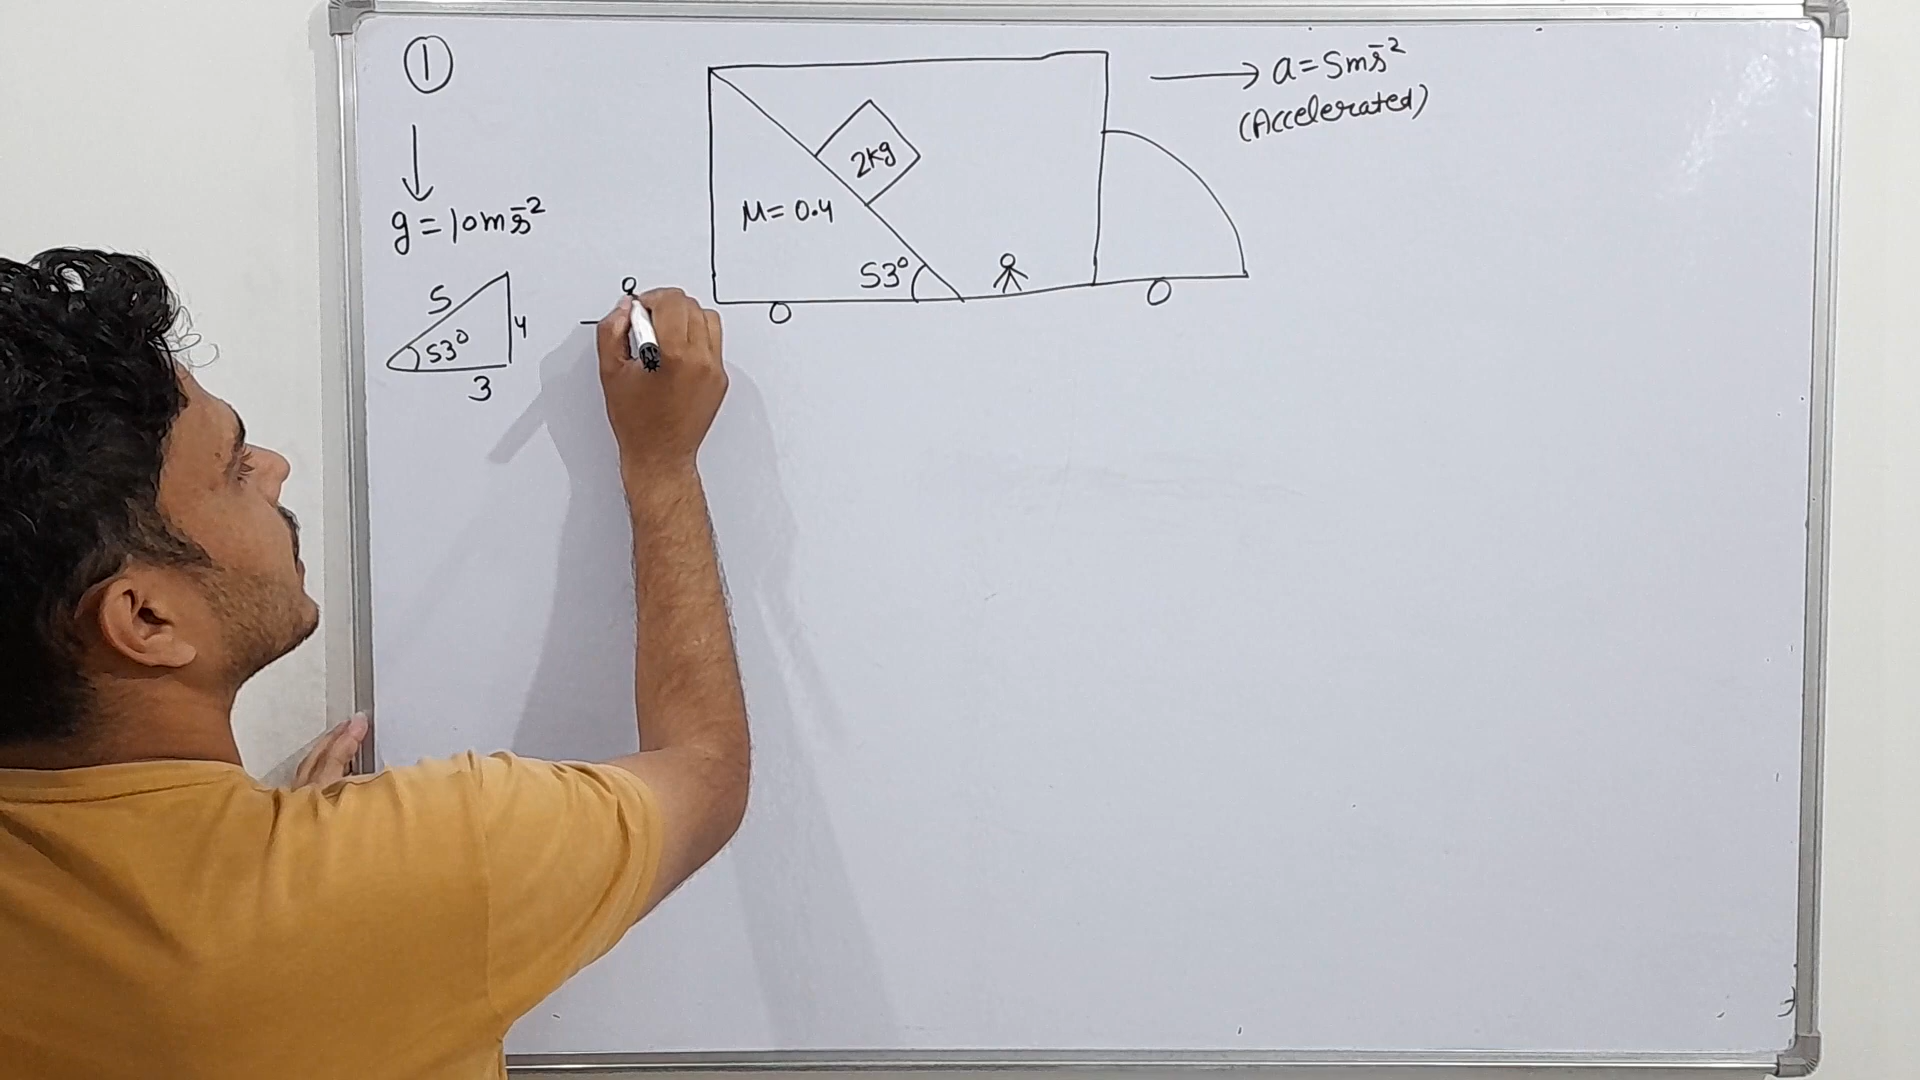 ①
g = 10ms⁻²
5
53°
4
3
2kg
μ = 0.4
53°
→ a = 5ms⁻²
(Accelerated)